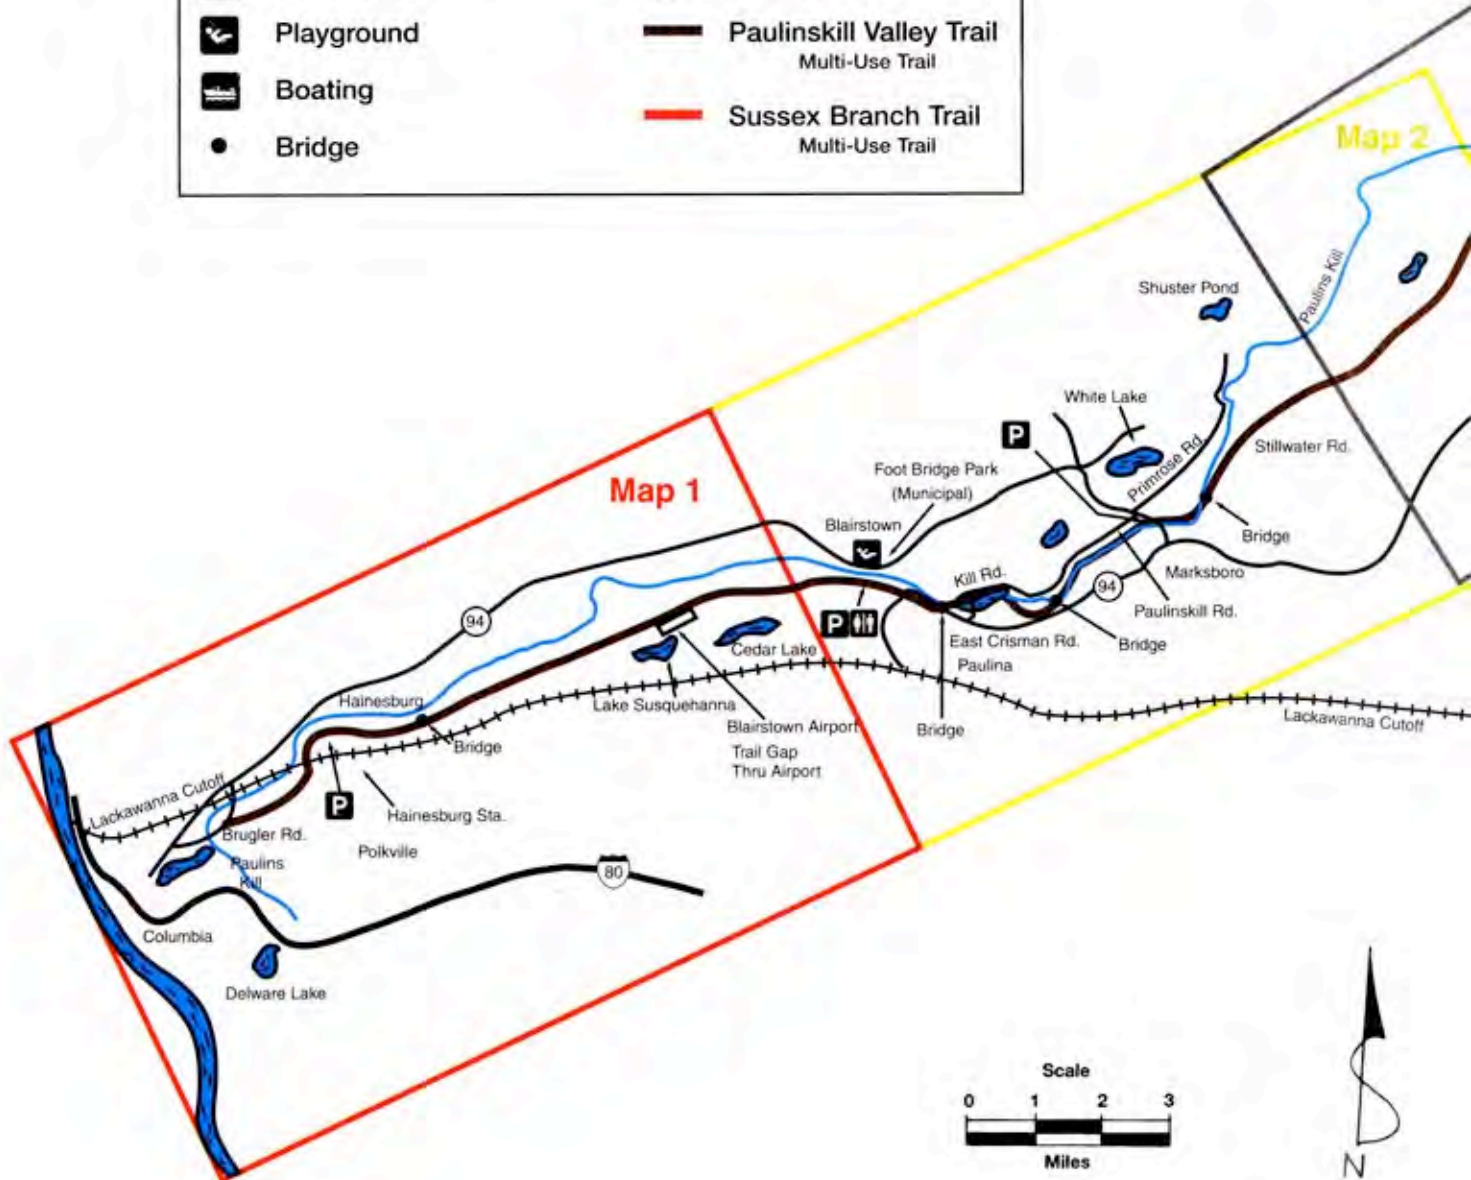 Playground
Boating
Bridge
Paulinskill Valley Trail
Multi-Use Trail
Sussex Branch Trail
Multi-Use Trail
Map 2
Paulins Kill
Shuster Pond
White Lake
P
Primrose Rd.
Stillwater Rd.
Foot Bridge Park
(Municipal)
Map 1
Blairstown
Bridge
Kill Rd.
Marksboro
94
94
Paulinskill Rd.
P
East Crisman Rd.
Bridge
Cedar Lake
Paulina
Hainesburg
Lake Susquehanna
Lackawanna Cutoff
Blairstown Airport
Bridge
Bridge
Trail Gap
Thru Airport
Lackawanna Cutoff
P
Hainesburg Sta.
Brugler Rd.
Polkville
Paulins
Kill
80
Columbia
Delware Lake
Scale
0 1 2 3
Miles
N